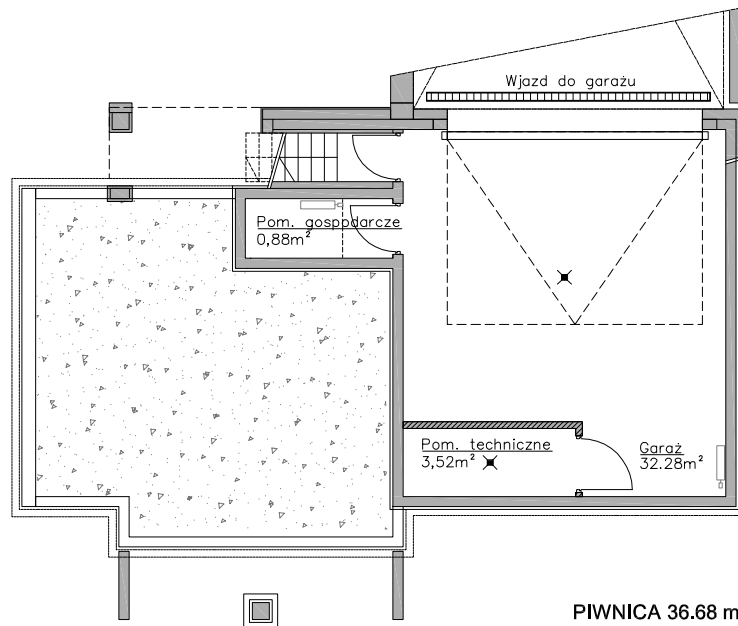 Wjazd do garażu
Pom. gospodarcze
0,88m²
Pom. techniczne
3,52m²
Garaż
32.28m²
PIWNICA 36.68 m